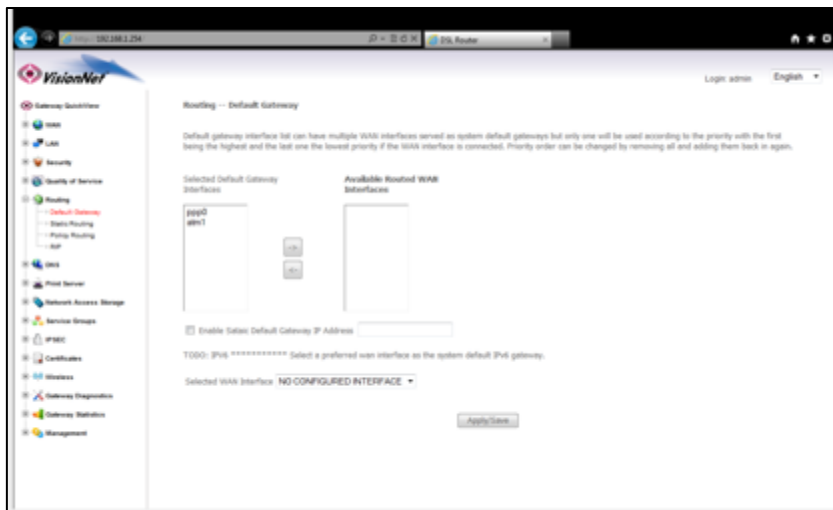 http://192.168.1.254/
DSL Router
VisionNet
Login: admin
English
Gateway QuickView
WAN
LAN
Security
Quality of Service
Routing
Default Gateway
Static Routing
Policy Routing
RIP
DNS
Print Server
Network Access Storage
Service Groups
IPSEC
Certificates
Wireless
Gateway Diagnostics
Gateway Statistics
Management
Routing -- Default Gateway
Default gateway interface list can have multiple WAN interfaces served as system default gateways but only one will be used according to the priority with the first
being the highest and the last one the lowest priority if the WAN interface is connected. Priority order can be changed by removing all and adding them back in again.
Selected Default Gateway
Interfaces
Available Routed WAN
Interfaces
ppp0
atm1
->
<-
Enable Satiec Default Gateway IP Address
TODO: IPV6 *********** Select a preferred wan interface as the system default IPv6 gateway.
Selected WAN Interface NO CONFIGURED INTERFACE
Apply/Save